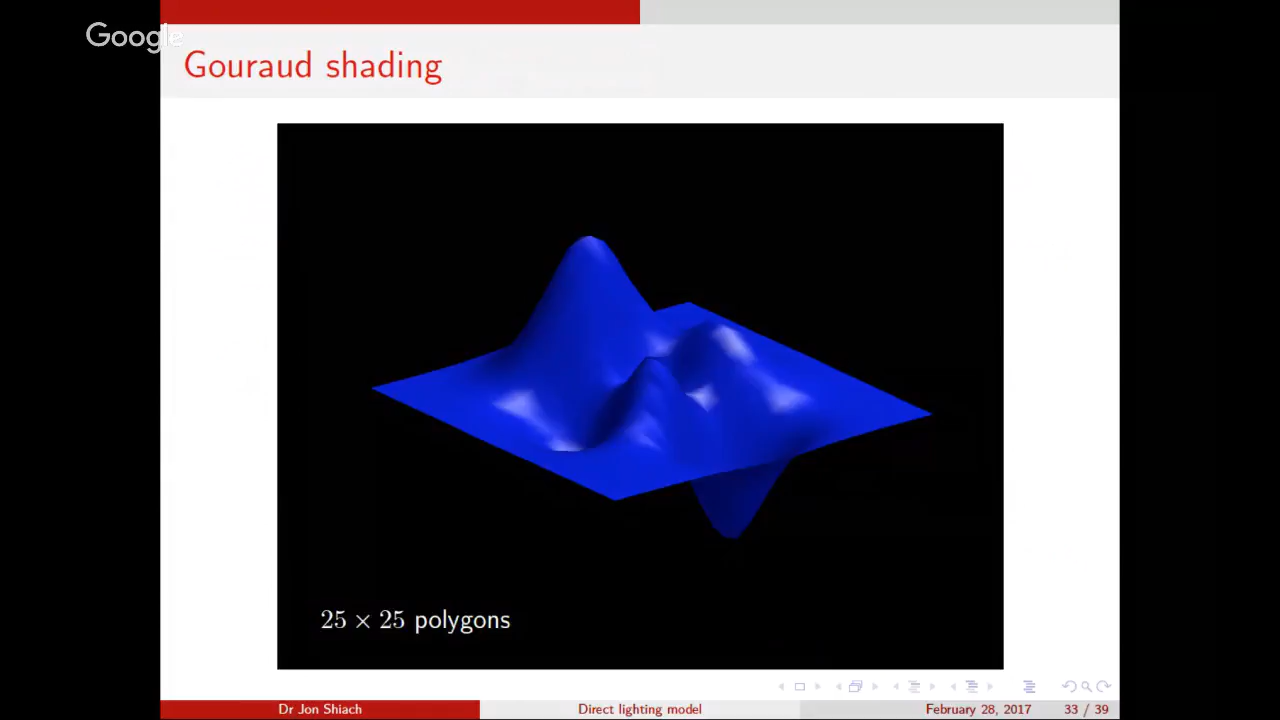 Google
Gouraud shading
25 × 25 polygons
Dr Jon Shiach
Direct lighting model
February 28, 2017
33 / 39